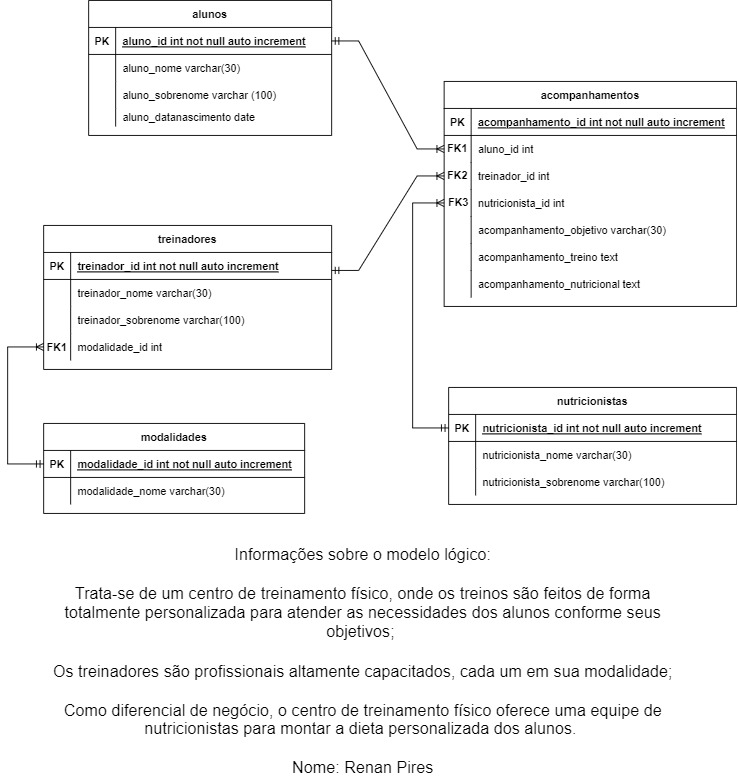 alunos
PK aluno_id int not null auto increment
aluno_nome varchar(30)
aluno_sobrenome varchar (100)
aluno_datanascimento date
acompanhamentos
PK acompanhamento_id int not null auto increment
FK1 aluno_id int
FK2 treinador_id int
FK3 nutricionista_id int
acompanhamento_objetivo varchar(30)
acompanhamento_treino text
acompanhamento_nutricional text
treinadores
PK treinador_id int not null auto increment
treinador_nome varchar(30)
treinador_sobrenome varchar(100)
FK1 modalidade_id int
nutricionistas
PK nutricionista_id int not null auto increment
nutricionista_nome varchar(30)
nutricionista_sobrenome varchar(100)
modalidades
PK modalidade_id int not null auto increment
modalidade_nome varchar(30)
Informações sobre o modelo lógico:
Trata-se de um centro de treinamento físico, onde os treinos são feitos de forma
totalmente personalizada para atender as necessidades dos alunos conforme seus
objetivos;
Os treinadores são profissionais altamente capacitados, cada um em sua modalidade;
Como diferencial de negócio, o centro de treinamento físico oferece uma equipe de
nutricionistas para montar a dieta personalizada dos alunos.
Nome: Renan Pires